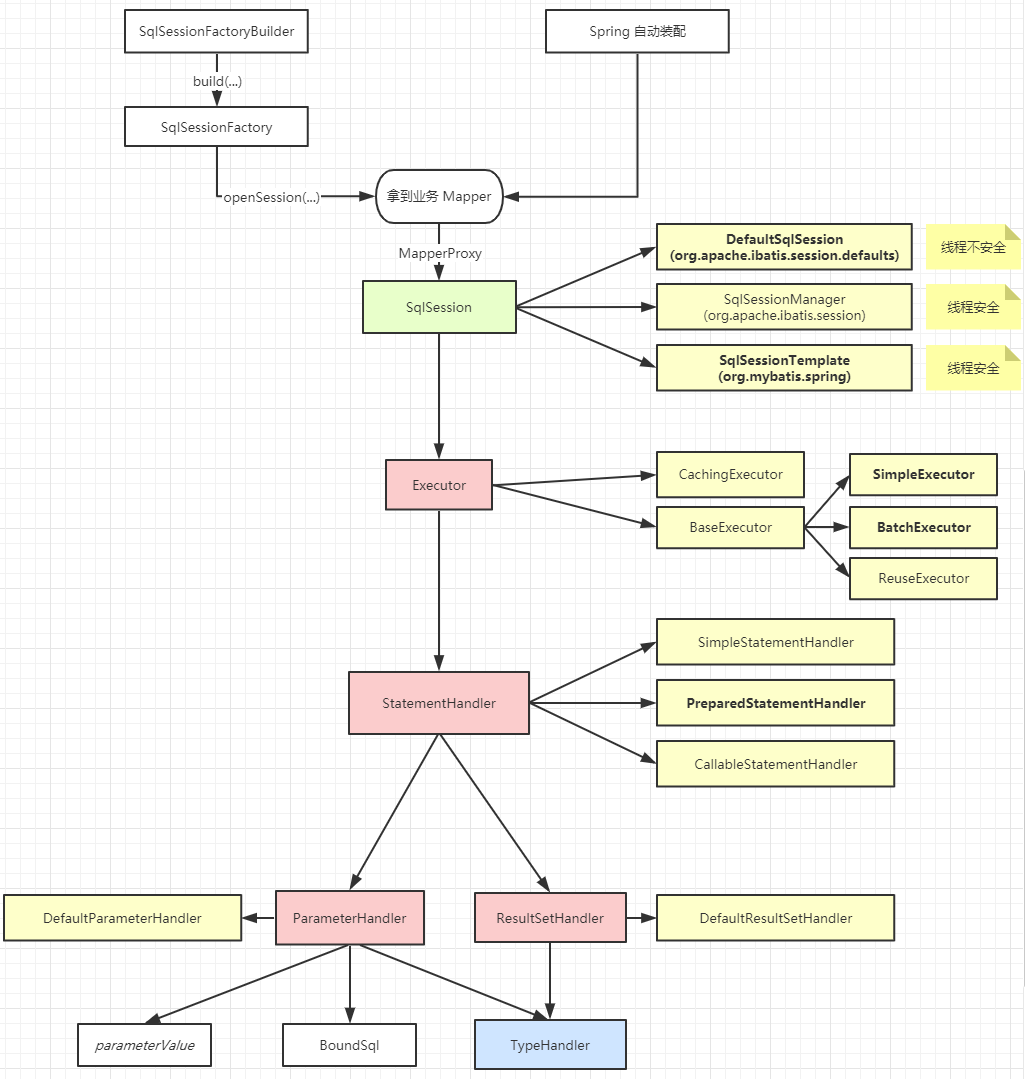 SqlSessionFactoryBuilder
Spring 自动装配
build(...)
SqlSessionFactory
openSession(...)
拿到业务 Mapper
MapperProxy
SqlSession
DefaultSqlSession
(org.apache.ibatis.session.defaults)
线程不安全
SqlSessionManager
(org.apache.ibatis.session)
线程安全
SqlSessionTemplate
(org.mybatis.spring)
线程安全
Executor
CachingExecutor
BaseExecutor
SimpleExecutor
BatchExecutor
ReuseExecutor
StatementHandler
SimpleStatementHandler
PreparedStatementHandler
CallableStatementHandler
DefaultParameterHandler
ParameterHandler
ResultSetHandler
DefaultResultSetHandler
parameterValue
BoundSql
TypeHandler